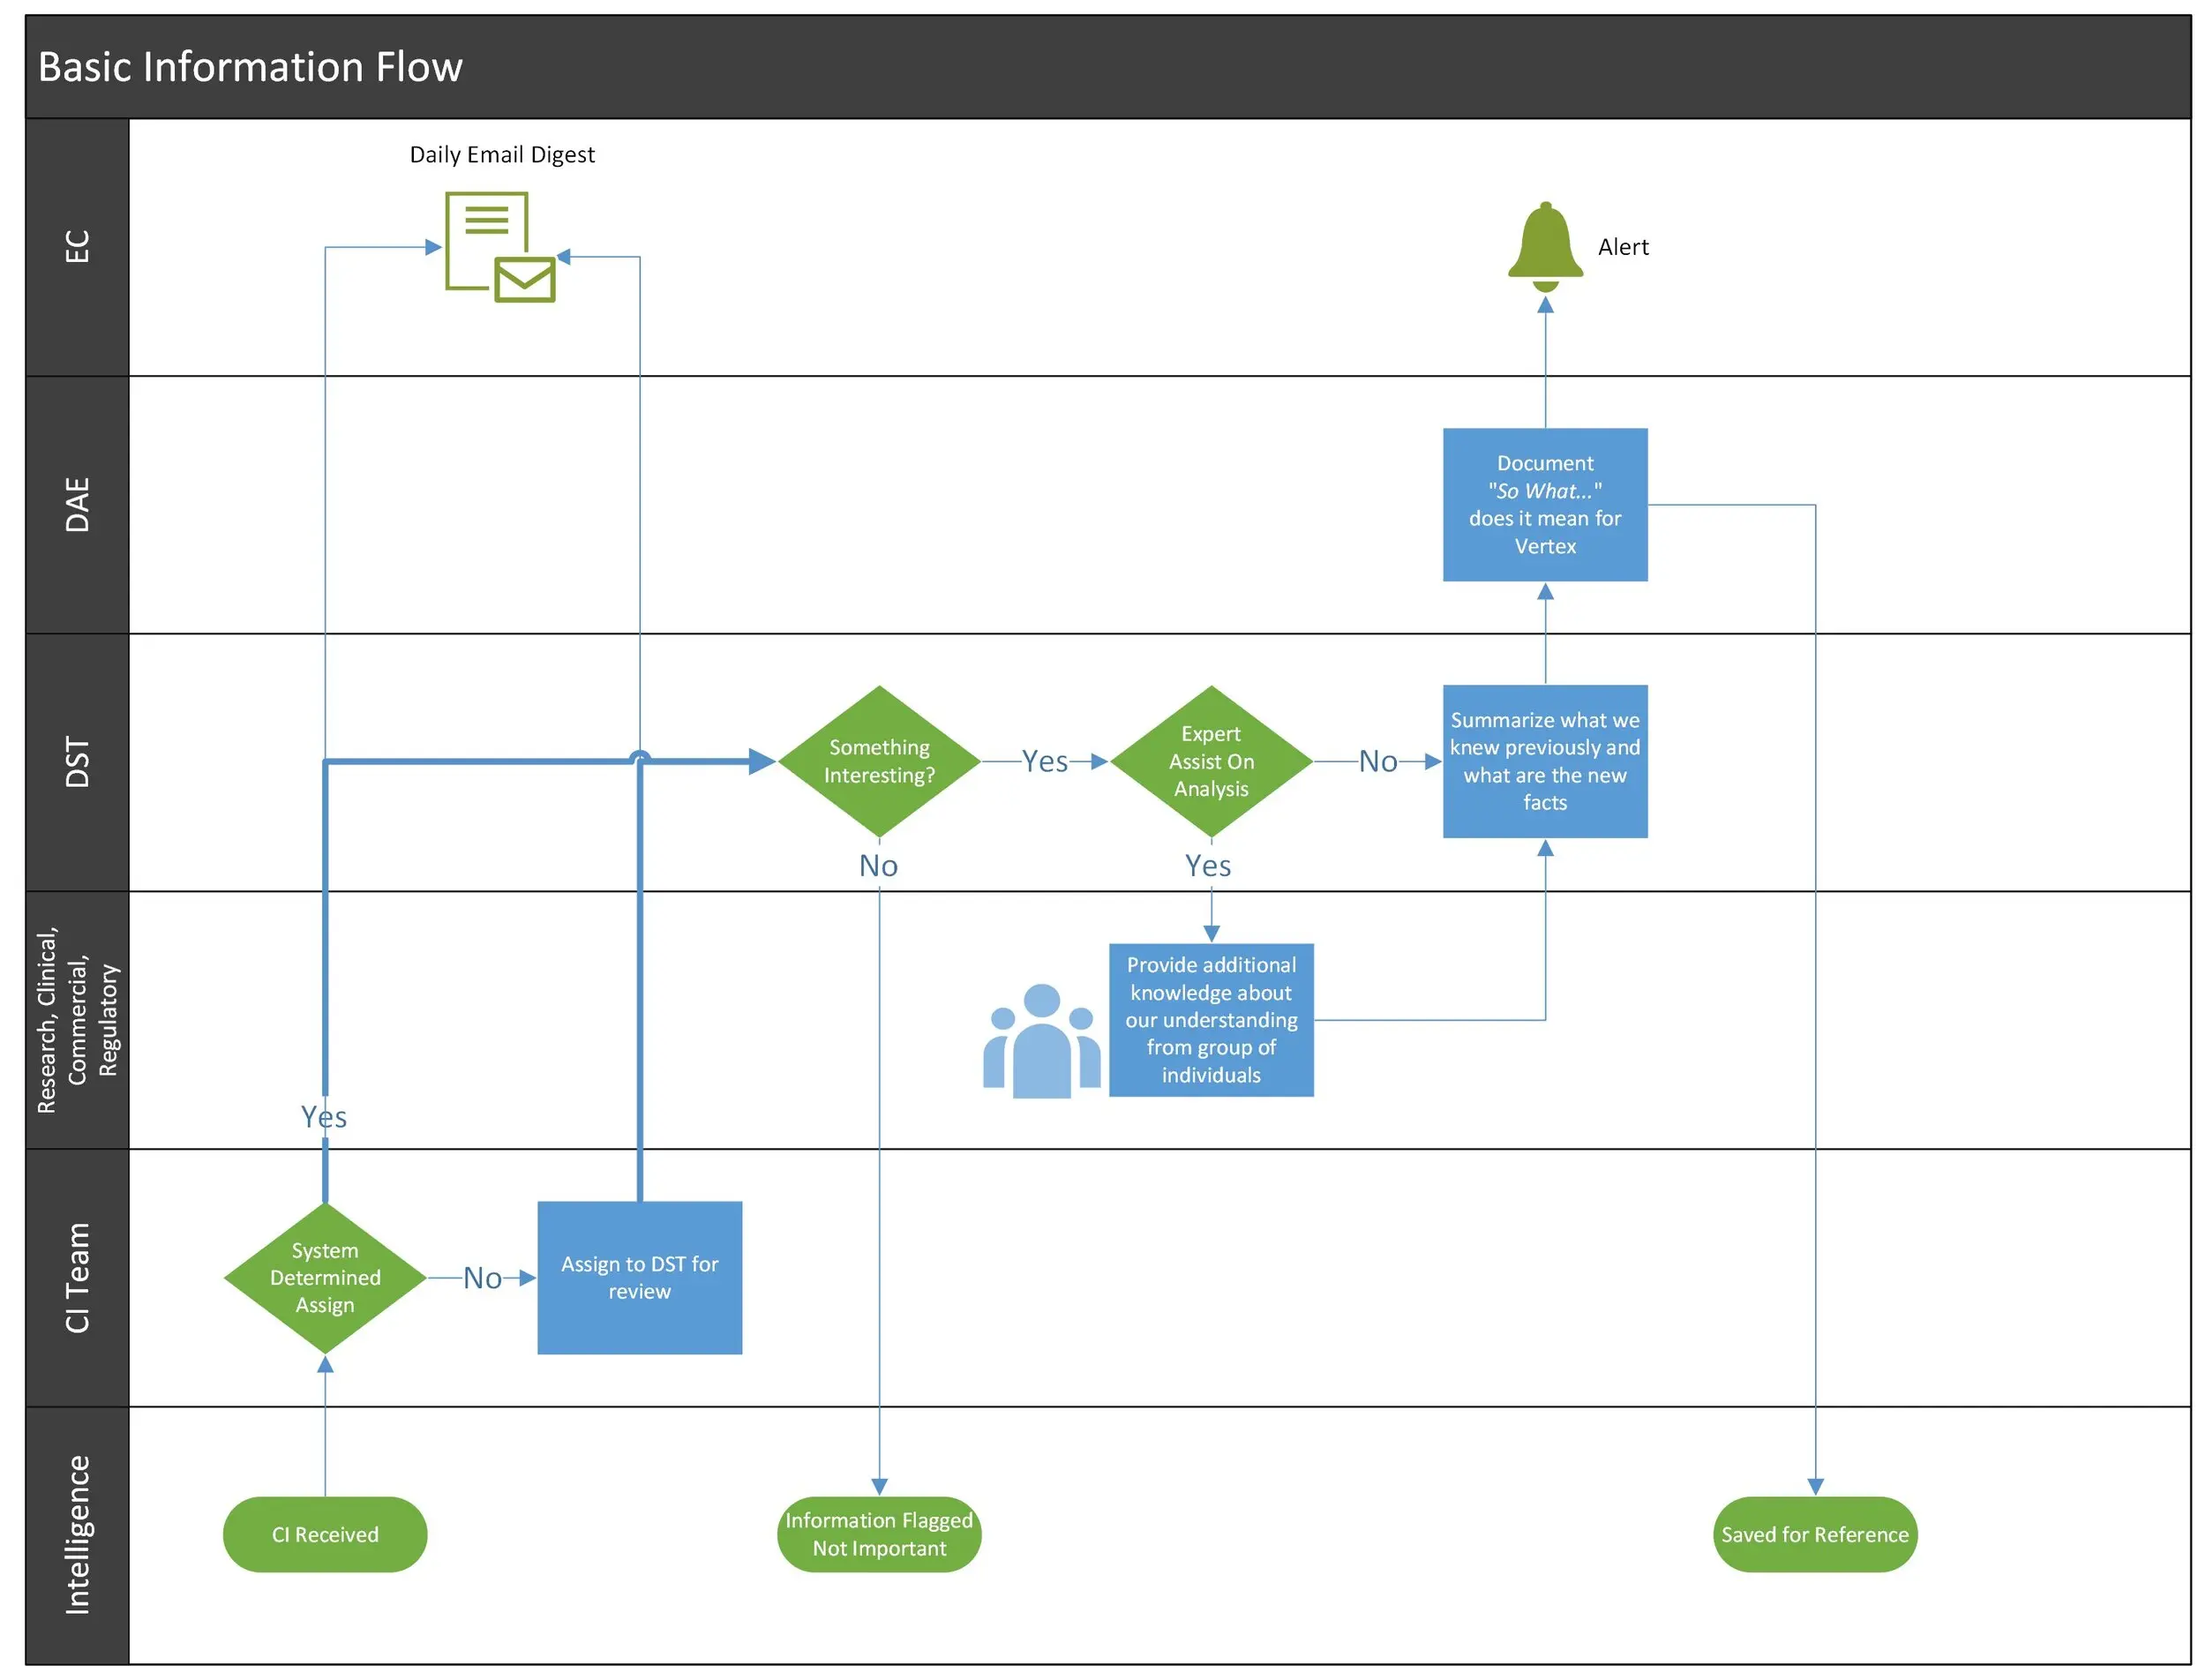 Basic Information Flow
EC
Daily Email Digest
Alert
DAE
Document
"So What..."
does it mean for
Vertex
DST
Something
Interesting?
Yes
No
Expert
Assist On
Analysis
No
Yes
Summarize what we
knew previously and
what are the new
facts
Research, Clinical,
Commercial,
Regulatory
Yes
Provide additional
knowledge about
our understanding
from group of
individuals
CI Team
System
Determined
Assign
No
Assign to DST for
review
Intelligence
CI Received
Information Flagged
Not Important
Saved for Reference